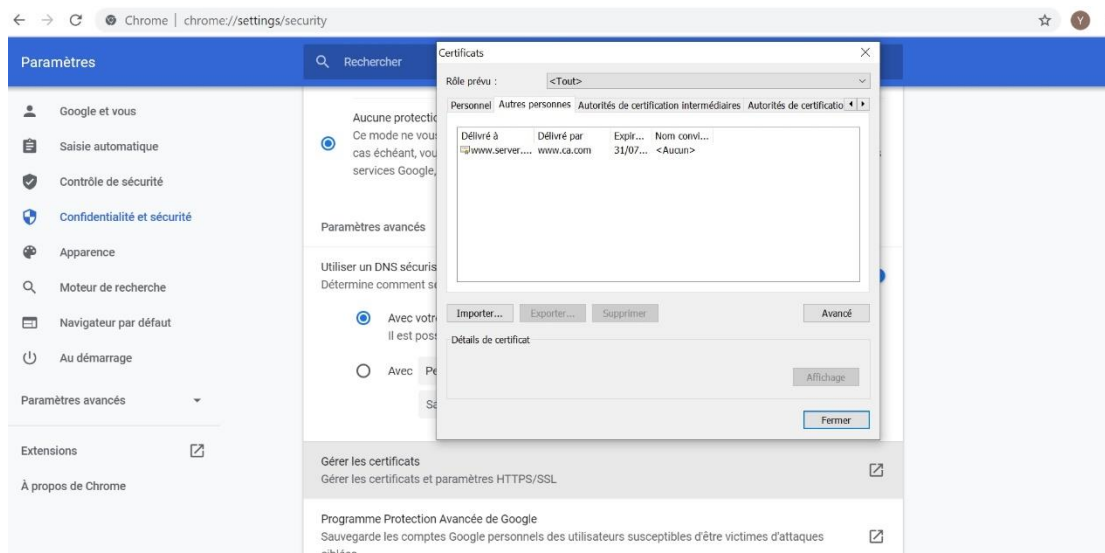 Chrome | chrome://settings/security
Y
Paramètres
Rechercher
Google et vous
Saisie automatique
Contrôle de sécurité
Confidentialité et sécurité
Apparence
Moteur de recherche
Navigateur par défaut
Au démarrage
Paramètres avancés
Extensions
À propos de Chrome
Aucune protectio
Ce mode ne vous
cas échéant, vou
services Google,
s
Paramètres avancés
Utiliser un DNS sécuris
Détermine comment se
Avec votr
Il est poss
Avec Pe
Sa
Certificats
Rôle prévu : <Tout>
Personnel Autres personnes Autorités de certification intermédiaires Autorités de certificatio
Délivré à Délivré par Expir... Nom convi...
www.server.... www.ca.com 31/07... <Aucun>
Importer... Exporter... Supprimer Avancé
Détails de certificat
Affichage
Fermer
Gérer les certificats
Gérer les certificats et paramètres HTTPS/SSL
Programme Protection Avancée de Google
Sauvegarde les comptes Google personnels des utilisateurs susceptibles d'être victimes d'attaques